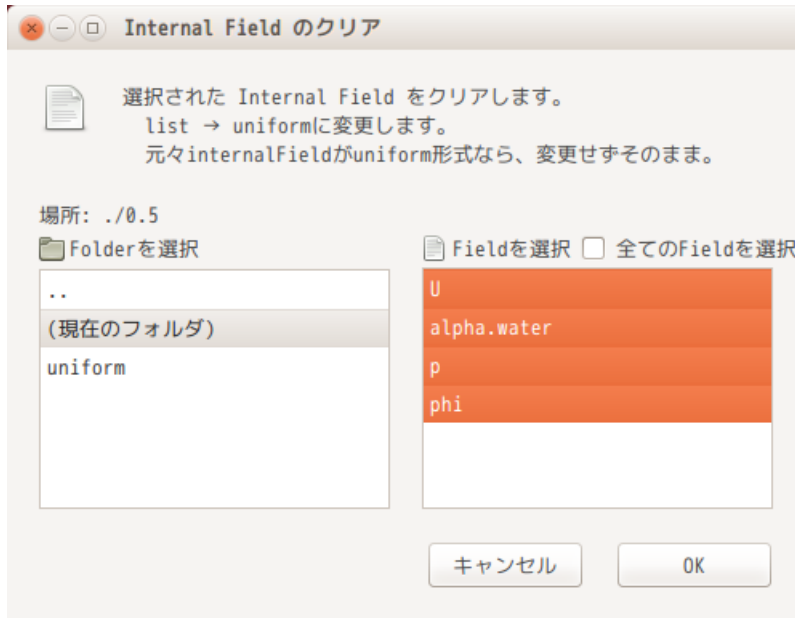 Internal Field のクリア
選択された Internal Field をクリアします。
list → uniformに変更します。
元々internalFieldがuniform形式なら、変更せずそのまま。
場所: ./0.5
Folderを選択
Fieldを選択 全てのFieldを選択
..
(現在のフォルダ)
uniform
U
alpha.water
p
phi
キャンセル
OK